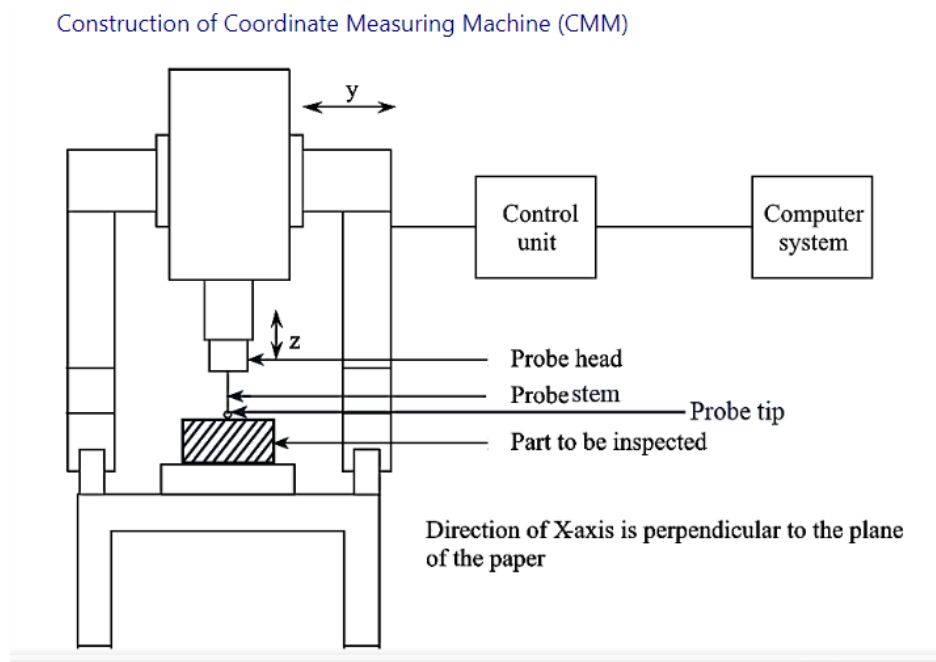 Construction of Coordinate Measuring Machine (CMM)
y
Control
unit
Computer
system
z
Probe head
Probe stem
Probe tip
Part to be inspected
Direction of X-axis is perpendicular to the plane
of the paper